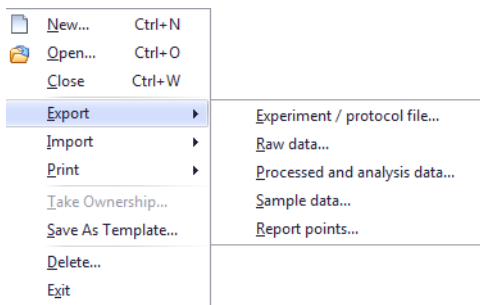 New... Ctrl+N
Open... Ctrl+O
Close Ctrl+W
Export
Import
Print
Take Ownership...
Save As Template...
Delete...
Exit
Experiment / protocol file...
Raw data...
Processed and analysis data...
Sample data...
Report points...